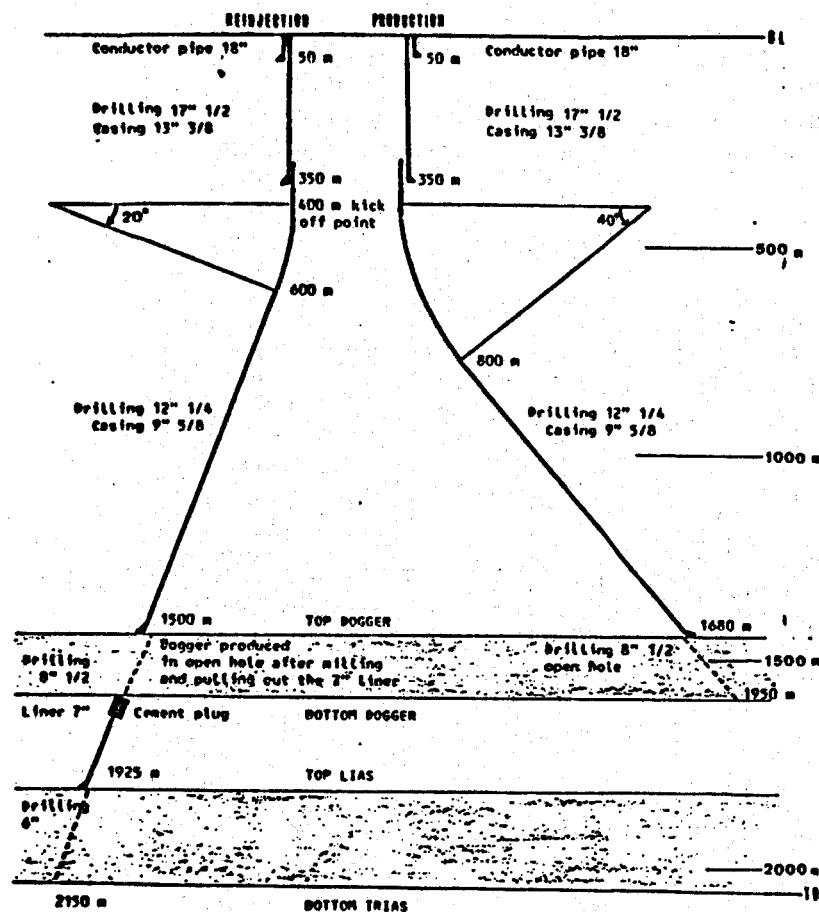 REINJECTION PRODUCTION
Conductor pipe 18"
50 m
50 m
Conductor pipe 18"
Drilling 17" 1/2
Casing 13" 3/8
Drilling 17" 1/2
Casing 13" 3/8
350 m
350 m
20°
400 m kick
off point
40°
500 m
600 m
800 m
Drilling 12" 1/4
Casing 9" 5/8
Drilling 12" 1/4
Casing 9" 5/8
1000 m
1500 m
TOP DOGGER
1680 m
Drilling
8" 1/2
Dogger produced
in open hole after milling
and pulling out the 7" liner
Drilling 8" 1/2
open hole
1500 m
1950 m
Liner 7"
Cement plug
BOTTOM DOGGER
1925 m
TOP LIAS
Drilling
6"
2000 m
2150 m
BOTTOM TRIAS